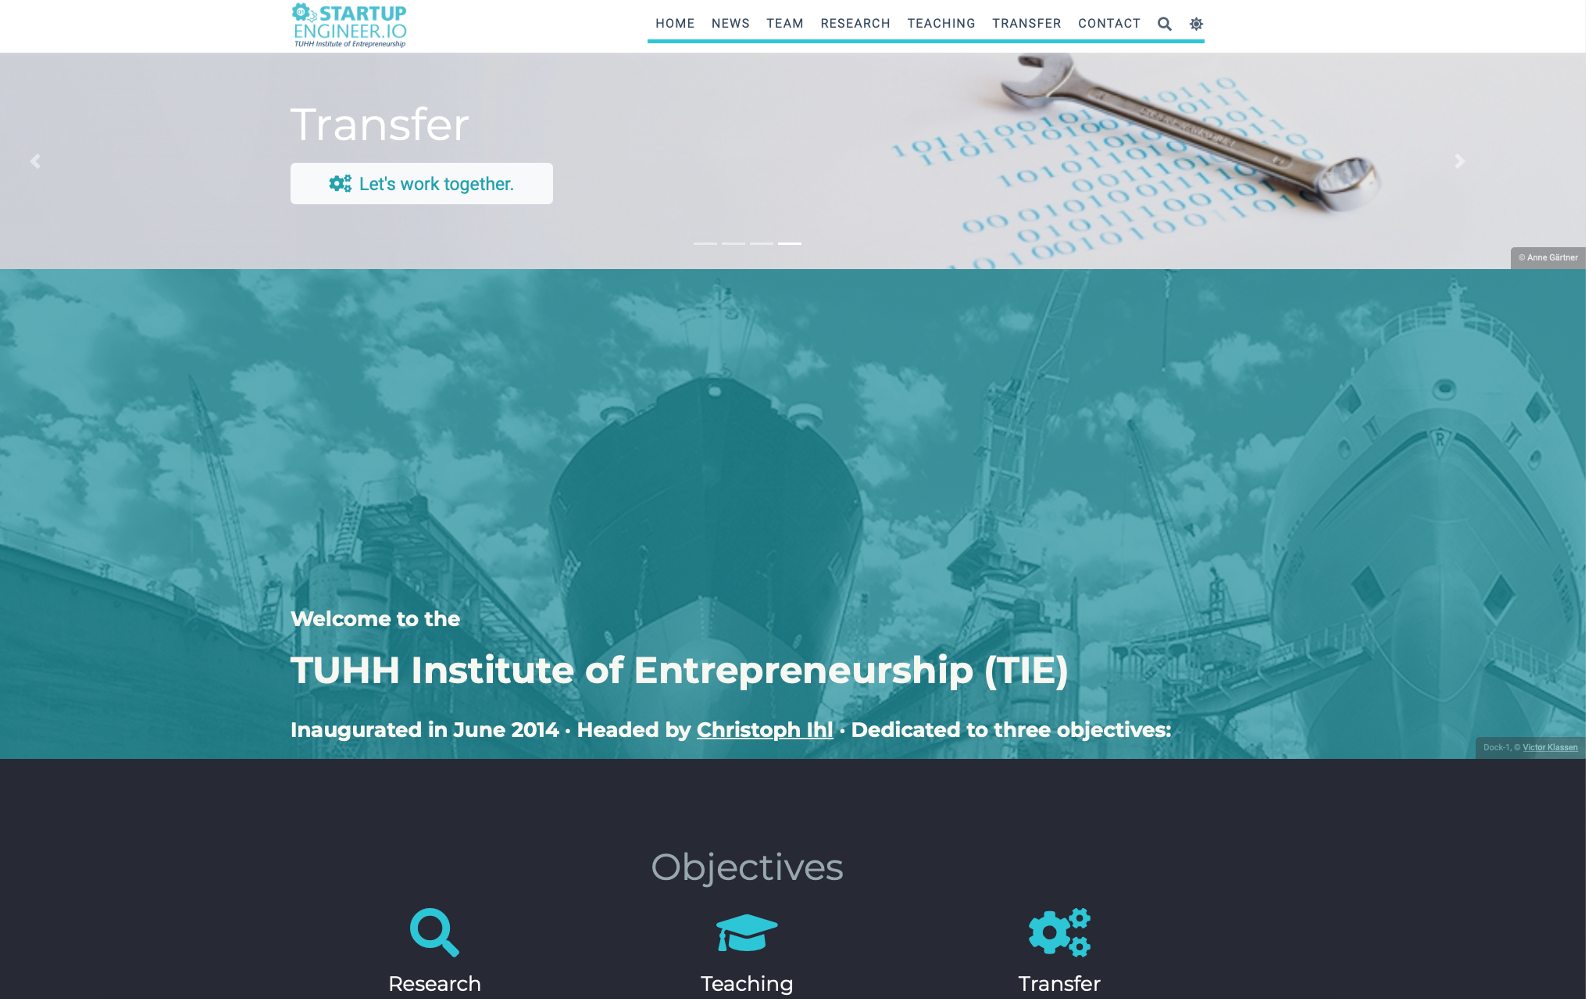 STARTUP
ENGINEER.IO
TUHH Institute of Entrepreneurship
HOME NEWS TEAM RESEARCH TEACHING TRANSFER CONTACT
Transfer
Let's work together.
© Anne Gärtner
Welcome to the
TUHH Institute of Entrepreneurship (TIE)
Inaugurated in June 2014 · Headed by Christoph Ihl · Dedicated to three objectives:
Dock-1, © Victor Klassen
Objectives
Research Teaching Transfer